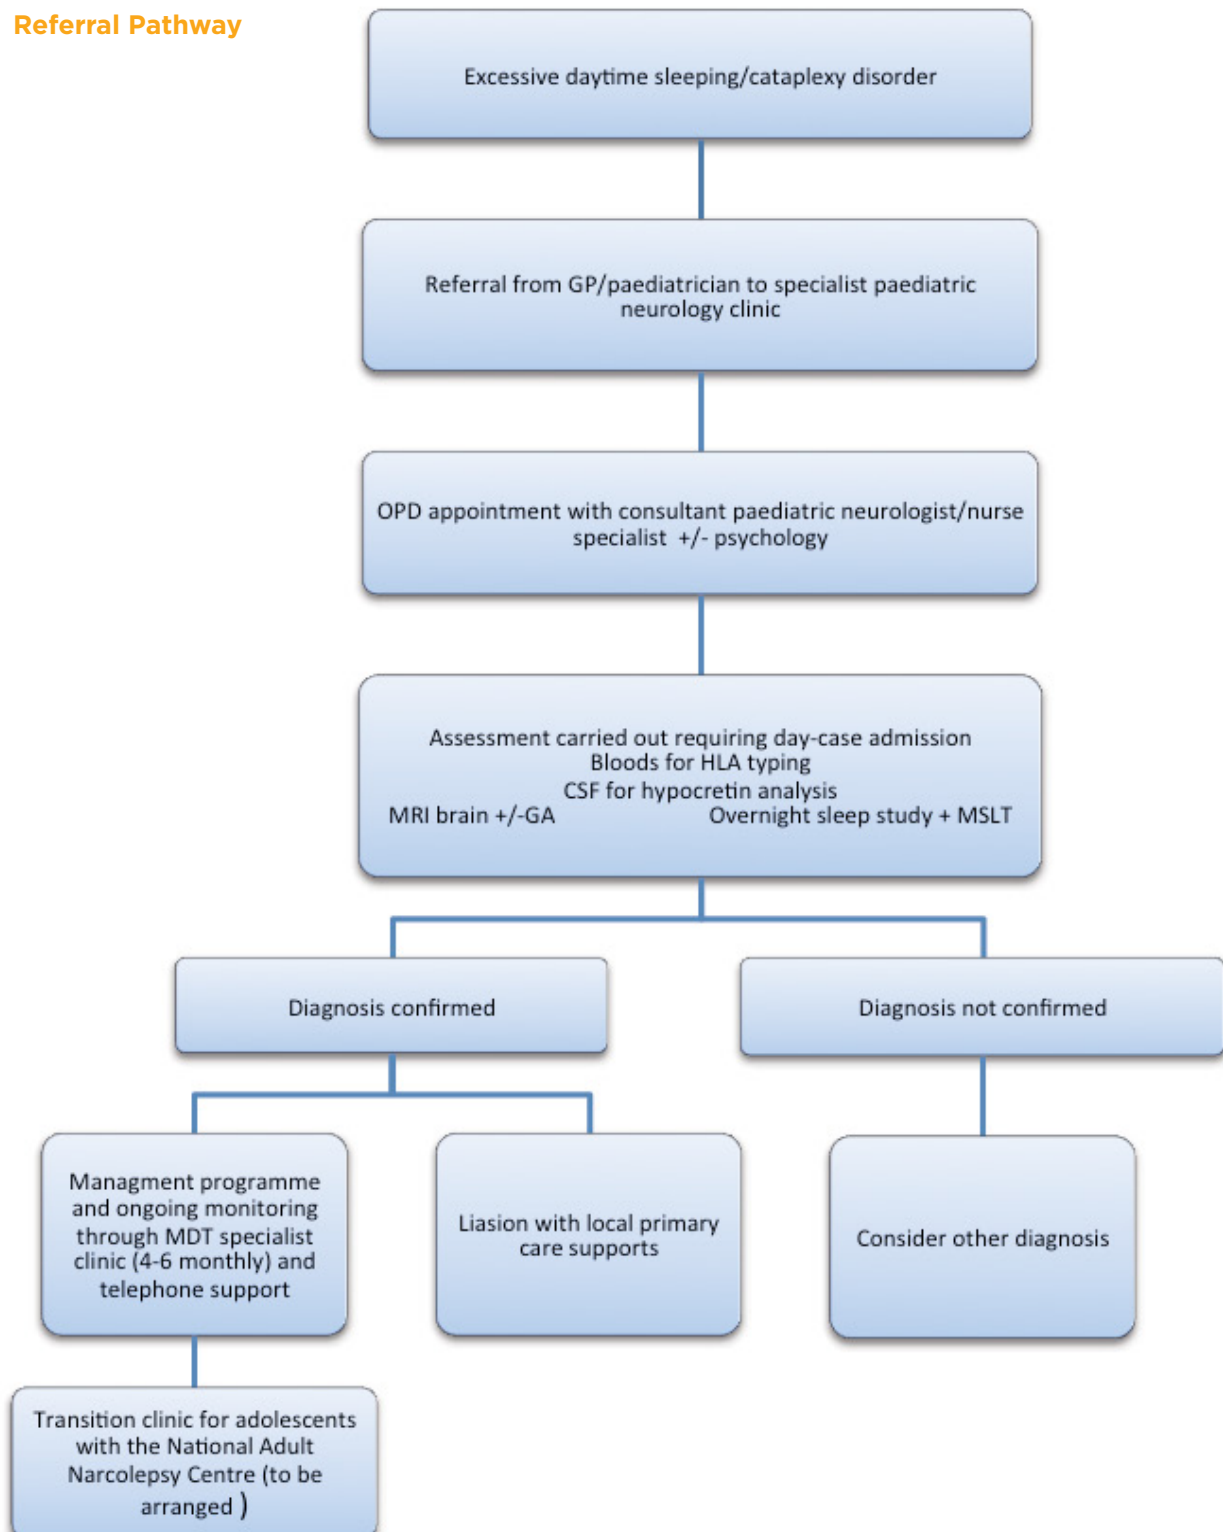 Referral Pathway
Excessive daytime sleeping/cataplexy disorder
Referral from GP/paediatrician to specialist paediatric
neurology clinic
OPD appointment with consultant paediatric neurologist/nurse
specialist +/- psychology
Assessment carried out requiring day-case admission
Bloods for HLA typing
CSF for hypocretin analysis
MRI brain +/-GA Overnight sleep study + MSLT
Diagnosis confirmed
Diagnosis not confirmed
Managment programme
and ongoing monitoring
through MDT specialist
clinic (4-6 monthly) and
telephone support
Liasion with local primary
care supports
Consider other diagnosis
Transition clinic for adolescents
with the National Adult
Narcolepsy Centre (to be
arranged )